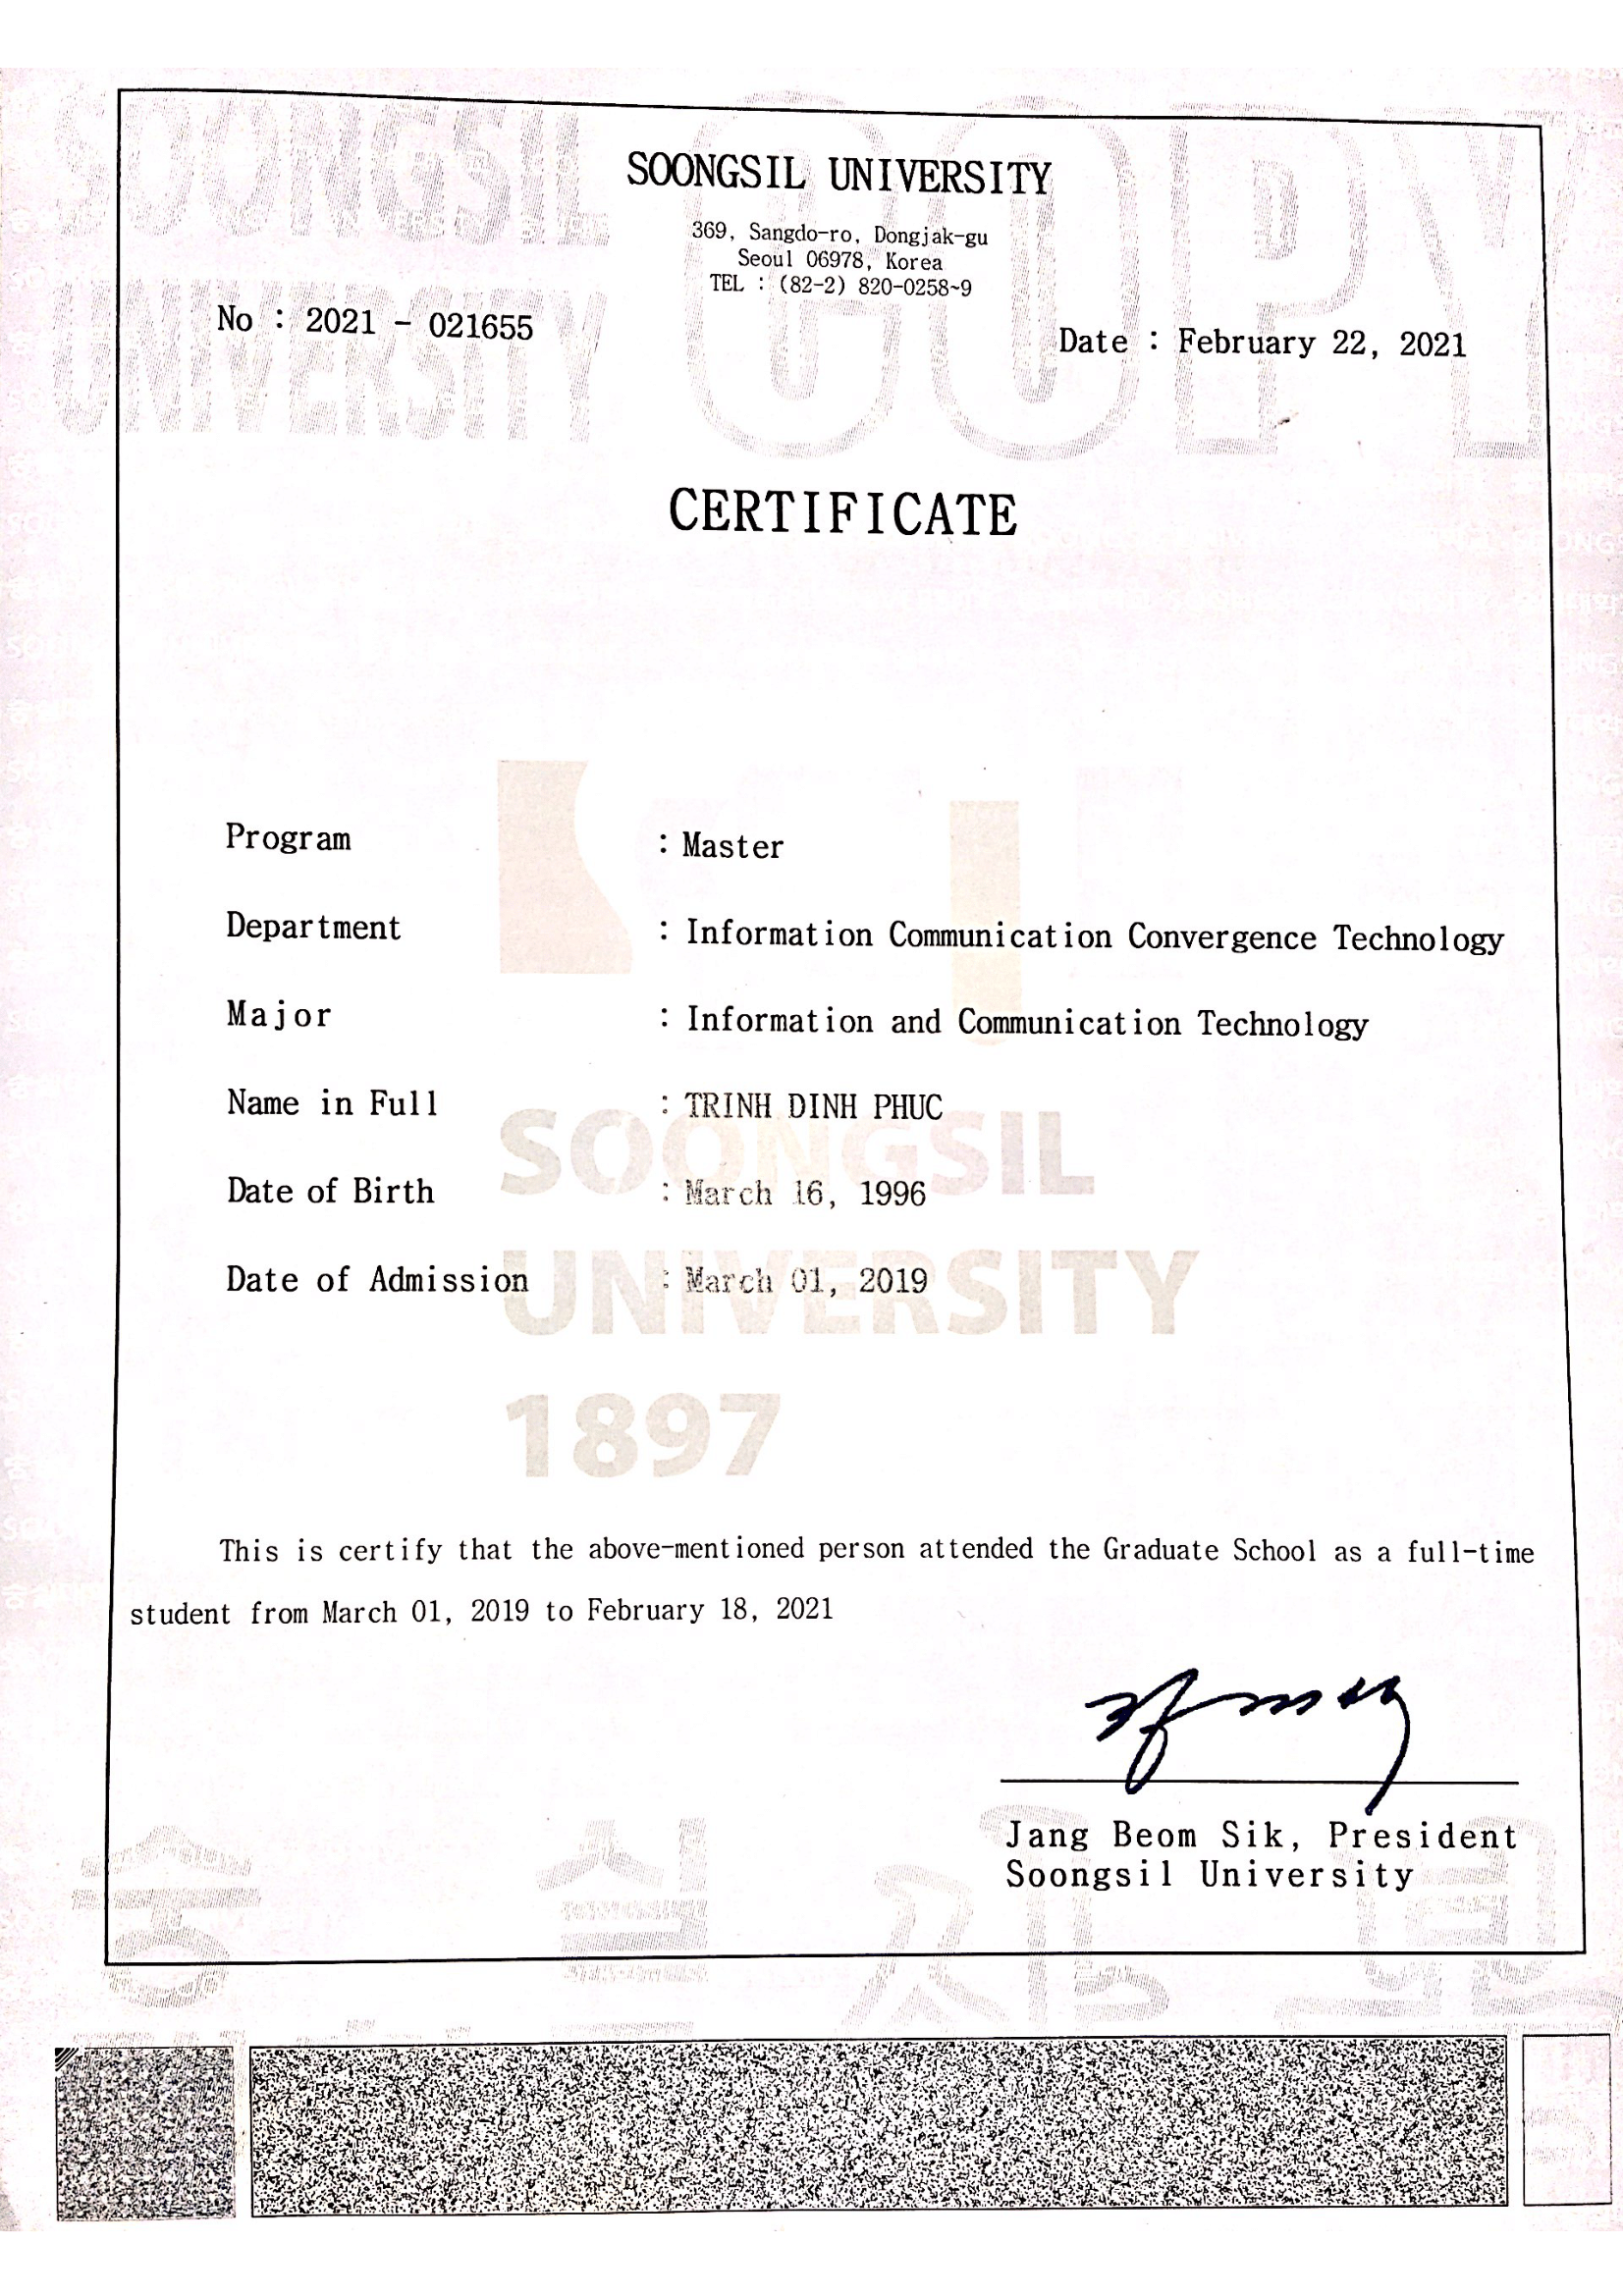 SOONGSIL UNIVERSITY
COPY
SOONGSIL UNIVERSITY
369, Sangdo-ro, Dongjak-gu
Seoul 06978, Korea
TEL : (82-2) 820-0258~9
No : 2021 - 021655
Date : February 22, 2021
CERTIFICATE
Program : Master
Department : Information Communication Convergence Technology
Major : Information and Communication Technology
Name in Full : TRINH DINH PHUC
Date of Birth : March 16, 1996
Date of Admission : March 01, 2019
SOONGSIL
UNIVERSITY
1897
This is certify that the above-mentioned person attended the Graduate School as a full-time
student from March 01, 2019 to February 18, 2021
Jang Beom Sik, President
Soongsil University
숭실사본